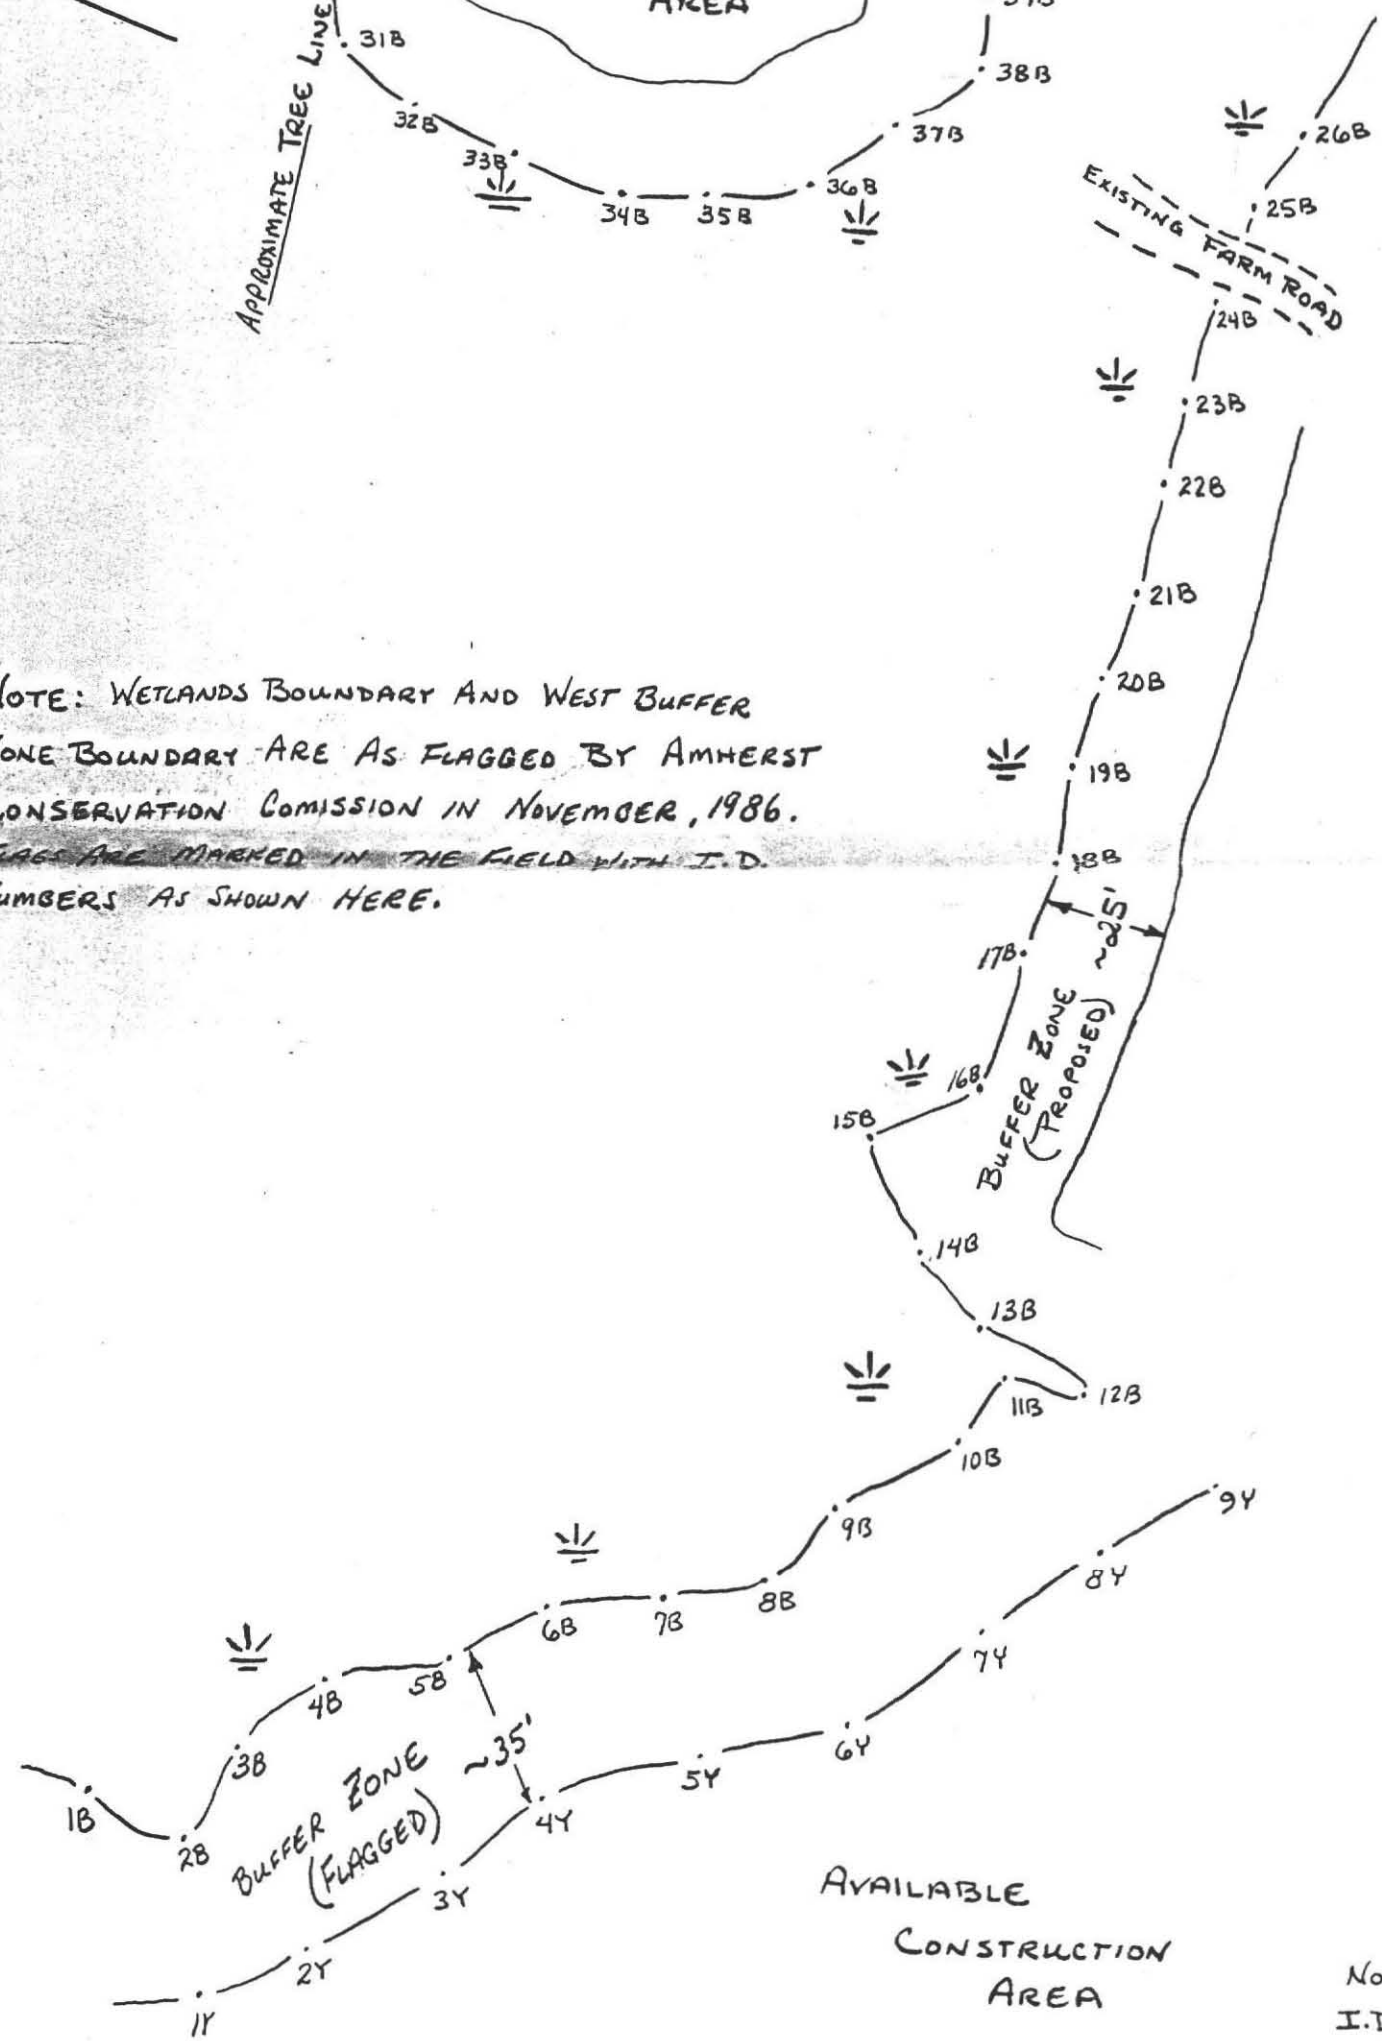 AREA
31B
38B
32B
37B
26B
33B
36B
34B
35B
25B
APPROXIMATE TREE LINE
EXISTING FARM ROAD
24B
23B
22B
21B
20B
19B
18B
OTE: WETLANDS BOUNDARY AND WEST BUFFER
ONE BOUNDARY ARE AS FLAGGED BY AMHERST
ONSERVATION COMISSION IN NOVEMBER, 1986.
LAGS ARE MARKED IN THE FIELD WITH I.D.
UMBERS AS SHOWN HERE.
~25'
17B
BUFFER ZONE
(PROPOSED)
16B
15B
14B
13B
12B
11B
10B
9B
9Y
8Y
8B
7B
6B
7Y
5B
4B
3B
~35'
6Y
5Y
4Y
1B
2B
BUFFER ZONE
(FLAGGED)
3Y
2Y
1Y
AVAILABLE
CONSTRUCTION
AREA
No